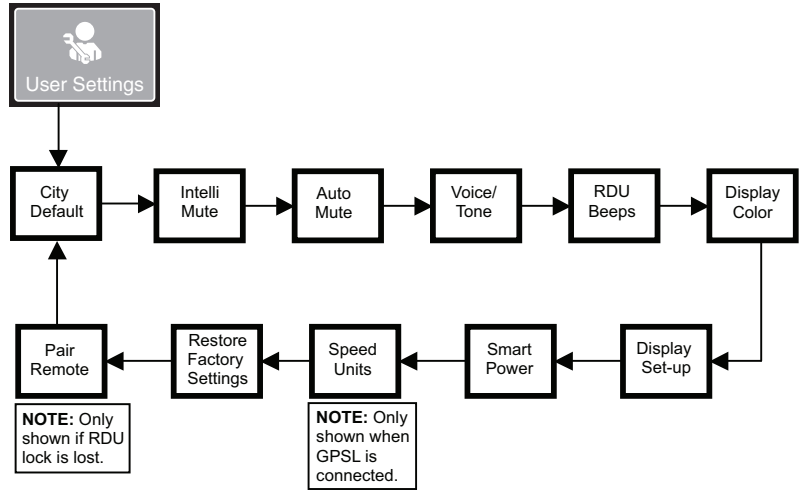 User Settings
City
Default
Intelli
Mute
Auto
Mute
Voice/
Tone
RDU
Beeps
Display
Color
Pair
Remote
Restore
Factory
Settings
Speed
Units
Smart
Power
Display
Set-up
NOTE: Only
shown if RDU
lock is lost.
NOTE: Only
shown when
GPSL is
connected.